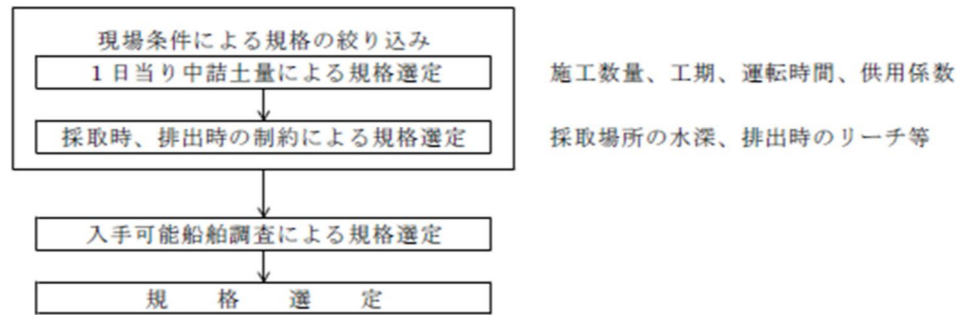 現場条件による規格の絞り込み
１日当り中詰土量による規格選定　施工数量、工期、運転時間、供用係数
採取時、排出時の制約による規格選定　採取場所の水深、排出時のリーチ等
入手可能船舶調査による規格選定
規　格　選　定